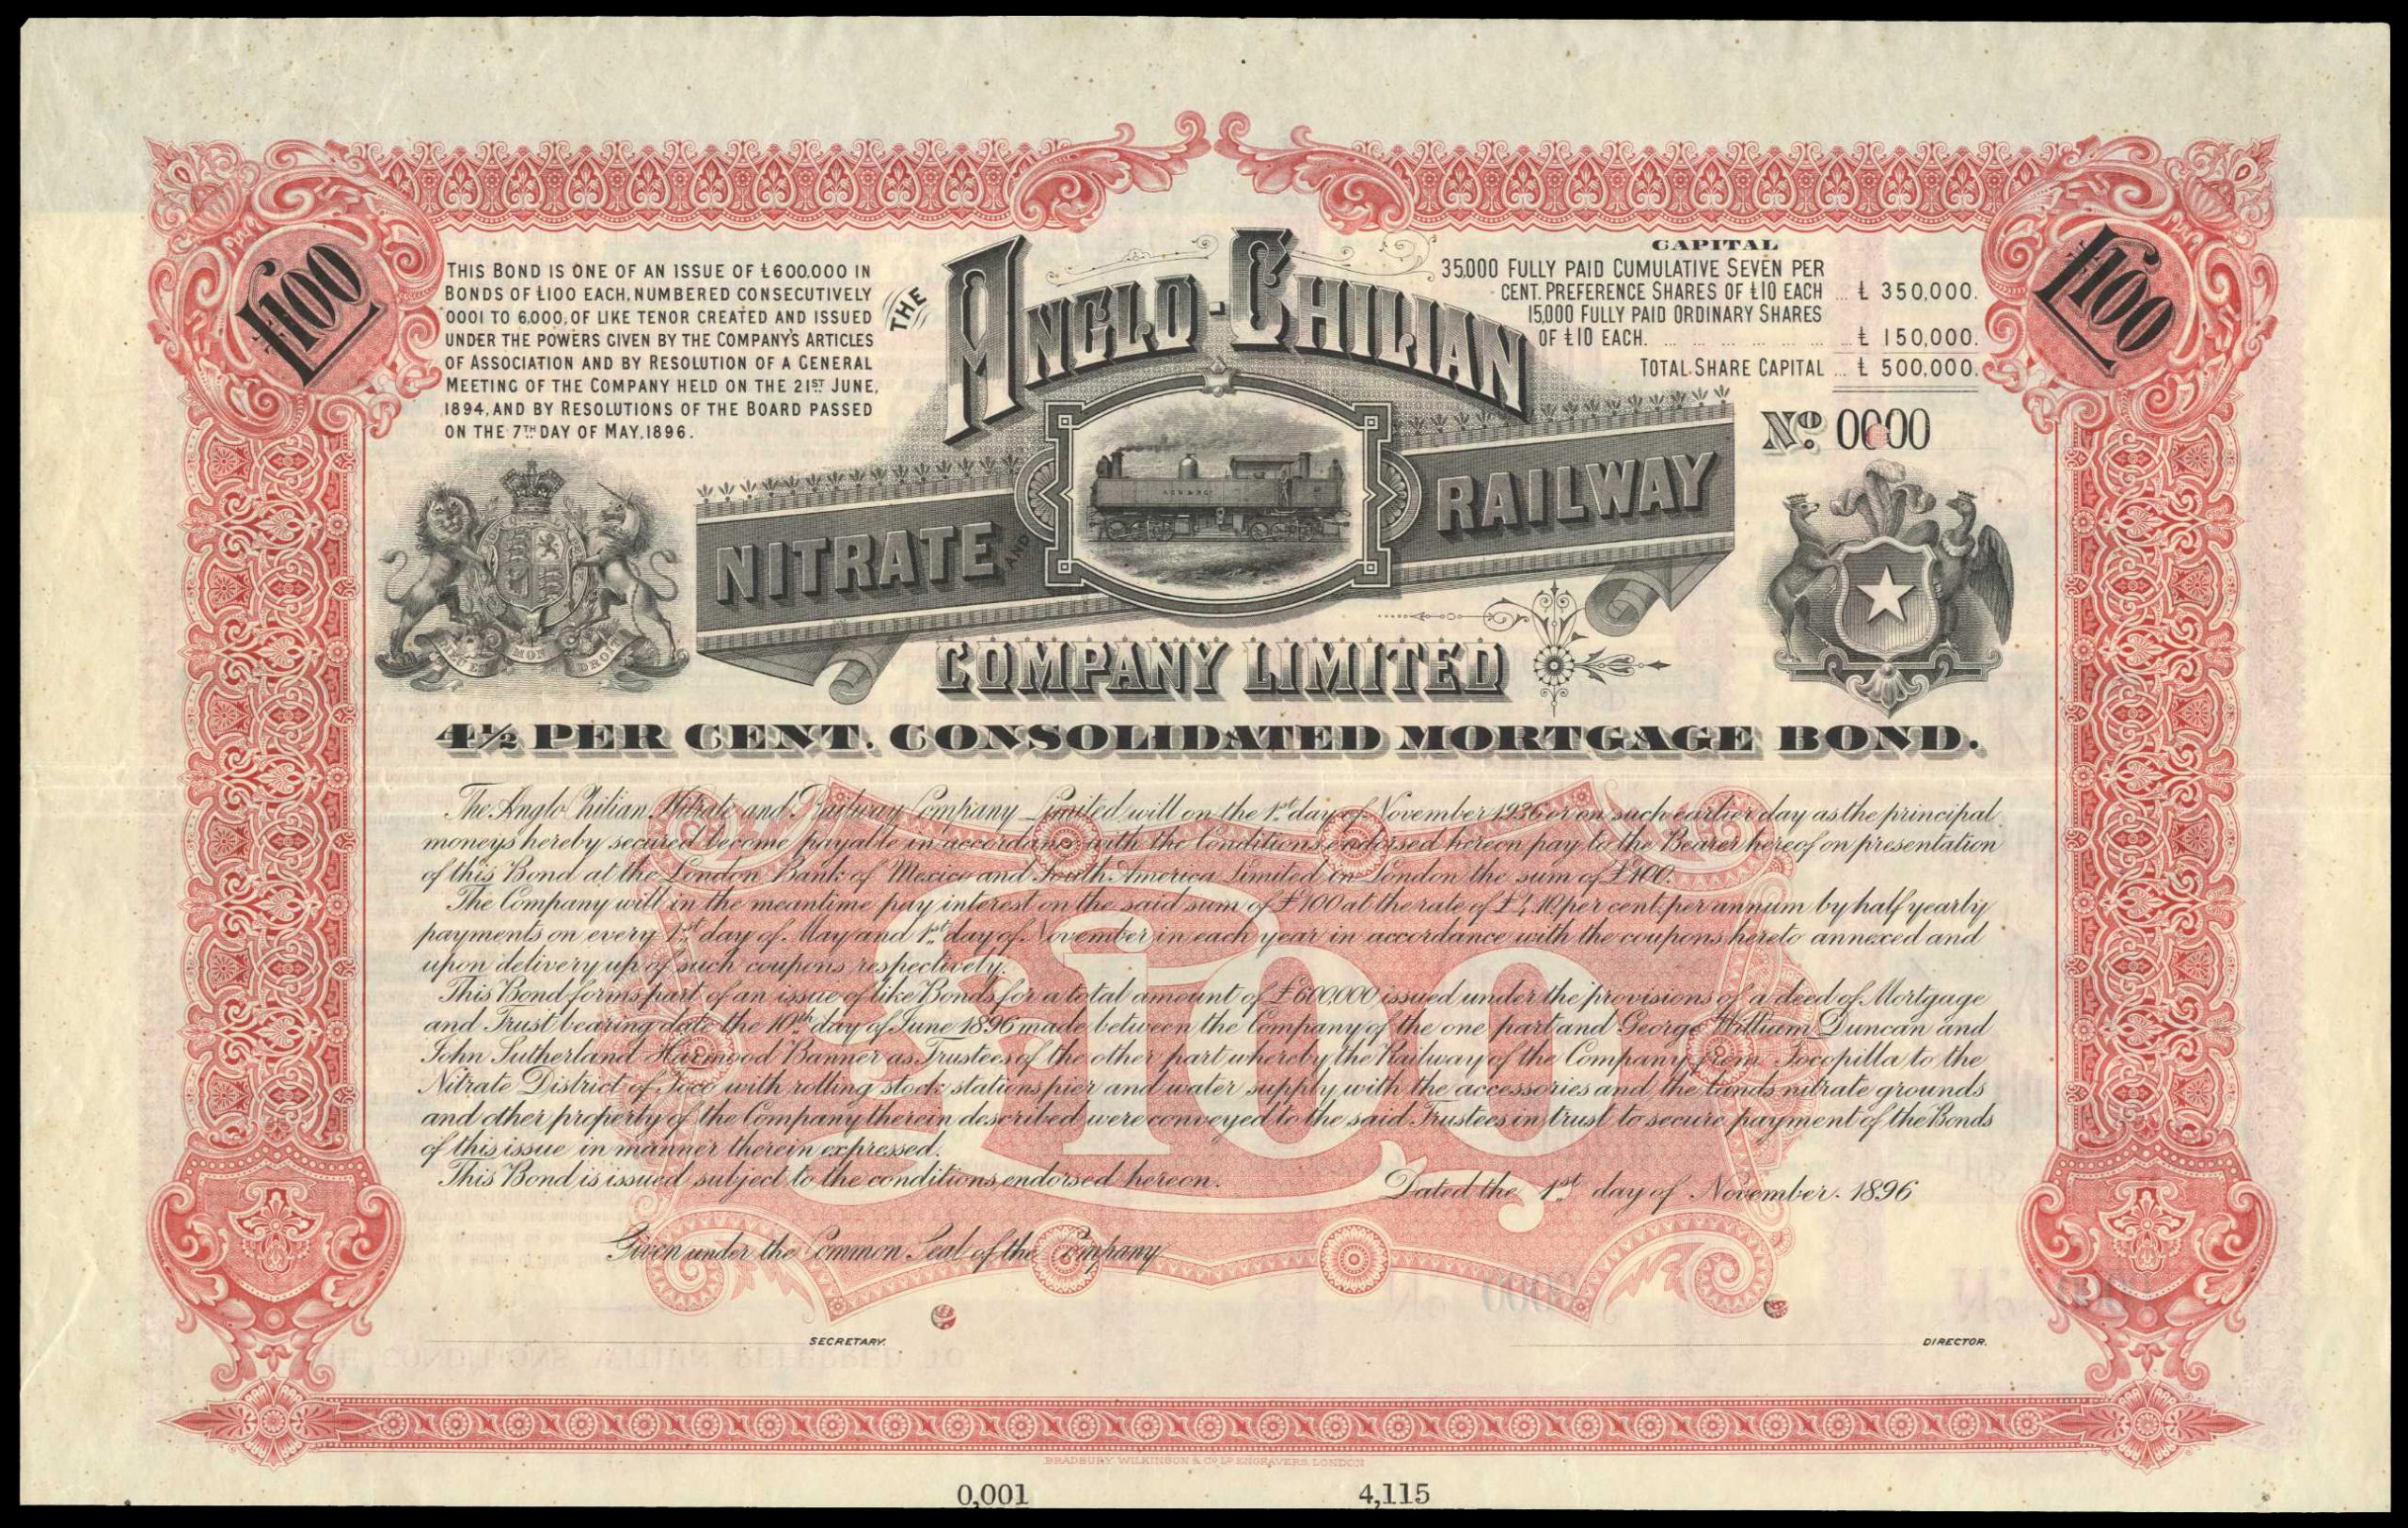 £100
THIS BOND IS ONE OF AN ISSUE OF £600,000 IN
BONDS OF £100 EACH, NUMBERED CONSECUTIVELY
0001 TO 6,000, OF LIKE TENOR CREATED AND ISSUED
UNDER THE POWERS GIVEN BY THE COMPANY'S ARTICLES
OF ASSOCIATION AND BY RESOLUTION OF A GENERAL
MEETING OF THE COMPANY HELD ON THE 21ST JUNE,
1894, AND BY RESOLUTIONS OF THE BOARD PASSED
ON THE 7TH DAY OF MAY, 1896.
THE
ANGLO-CHILIAN
NITRATE AND RAILWAY
COMPANY LIMITED
CAPITAL
35,000 FULLY PAID CUMULATIVE SEVEN PER
CENT. PREFERENCE SHARES OF £10 EACH ... £ 350,000.
15,000 FULLY PAID ORDINARY SHARES
OF £10 EACH. ... ... ... ... ... ... ... £ 150,000.
TOTAL SHARE CAPITAL ... £ 500,000.
£100
No. 0000
DIEU ET MON DROIT
4½ PER CENT. CONSOLIDATED MORTGAGE BOND.
The Anglo-Chilian Nitrate and Railway Company Limited will on the 1st day of November 1936 or on such earlier day as the principal
moneys hereby secured become payable in accordance with the Conditions endorsed hereon pay to the Bearer hereof on presentation
of this Bond at the London Bank of Mexico and South America Limited in London the sum of £100.
The Company will in the meantime pay interest on the said sum of £100 at the rate of £4.10 per cent. per annum by half yearly
payments on every 1st day of May and 1st day of November in each year in accordance with the coupons hereto annexed and
upon delivery up of such coupons respectively.
This Bond forms part of an issue of like Bonds for a total amount of £600,000 issued under the provisions of a deed of Mortgage
and Trust bearing date the 10th day of June 1896 made between the Company of the one part and George William Duncan and
John Sutherland Harmood Banner as Trustees of the other part whereby the Railway of the Company from Tocopilla to the
Nitrate District of Toco with rolling stock stations pier and water supply with the accessories and the lands nitrate grounds
and other property of the Company therein described were conveyed to the said Trustees in trust to secure payment of the Bonds
of this issue in manner therein expressed.
This Bond is issued subject to the conditions endorsed hereon. Dated the 1st day of November. 1896
Given under the Common Seal of the Company
£100
SECRETARY. DIRECTOR.
BRADBURY WILKINSON & Co. LD. ENGRAVERS, LONDON
0,001 4,115